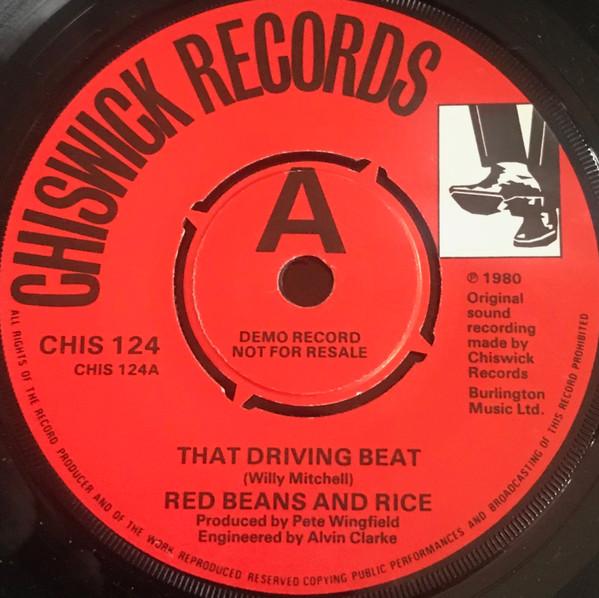 CHISWICK RECORDS
A
DEMO RECORD
NOT FOR RESALE
CHIS 124
CHIS 124A
℗ 1980
Original
sound
recording
made by
Chiswick
Records
Burlington
Music Ltd.
THAT DRIVING BEAT
(Willy Mitchell)
RED BEANS AND RICE
Produced by Pete Wingfield
Engineered by Alvin Clarke
ALL RIGHTS OF THE RECORD PRODUCER AND OF THE WORK REPRODUCED RESERVED COPYING PUBLIC PERFORMANCES AND BROADCASTING OF THIS RECORD PROHIBITED